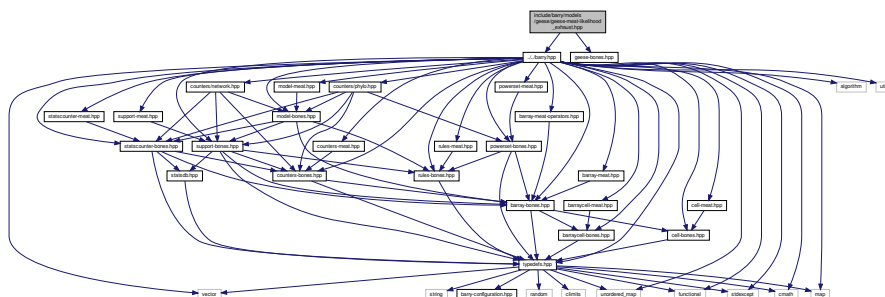 include/barry/models
/geese/geese-meat-likelihood
_exhaust.hpp
../../barry.hpp
geese-bones.hpp
counters/network.hpp
model-meat.hpp
counters/phylo.hpp
powerset-meat.hpp
algorithm
statscounter-meat.hpp
support-meat.hpp
model-bones.hpp
barray-meat-operators.hpp
statscounter-bones.hpp
support-bones.hpp
counters-meat.hpp
rules-meat.hpp
powerset-bones.hpp
statsdb.hpp
counters-bones.hpp
rules-bones.hpp
barray-meat.hpp
barray-bones.hpp
barraycell-meat.hpp
cell-meat.hpp
barraycell-bones.hpp
cell-bones.hpp
typedefs.hpp
vector
string
barry-configuration.hpp
random
climits
unordered_map
functional
stdexcept
cmath
map